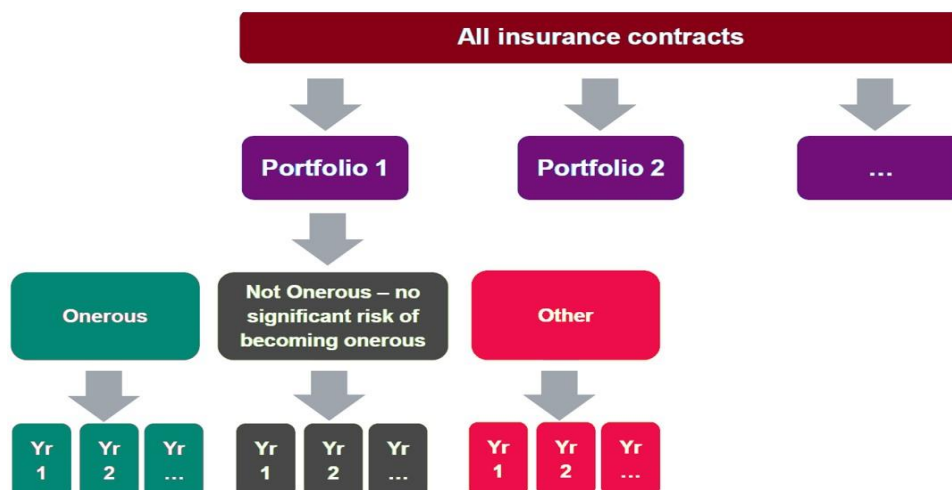 All insurance contracts
Portfolio 1
Portfolio 2
...
Onerous
Not Onerous – no
significant risk of
becoming onerous
Other
Yr
1
Yr
2
Yr
...
Yr
1
Yr
2
Yr
...
Yr
1
Yr
2
Yr
...